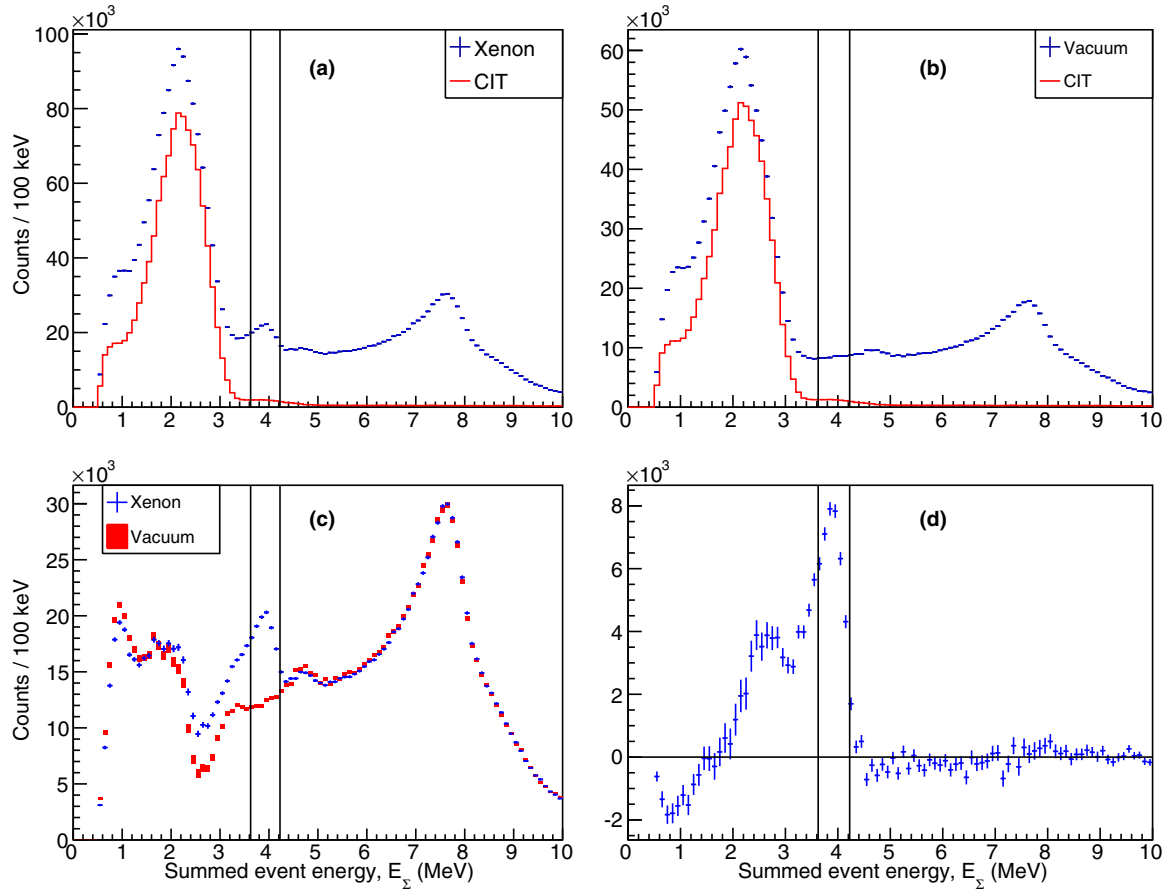 ×10³
100
80
60
40
20
0
Counts / 100 keV
(a)
Xenon
CIT
0 1 2 3 4 5 6 7 8 9 10
Summed event energy, E_Σ (MeV)
×10³
60
50
40
30
20
10
0
(b)
Vacuum
CIT
0 1 2 3 4 5 6 7 8 9 10
×10³
30
25
20
15
10
5
0
Counts / 100 keV
Xenon
Vacuum
(c)
0 1 2 3 4 5 6 7 8 9 10
Summed event energy, E_Σ (MeV)
×10³
8
6
4
2
0
-2
(d)
0 1 2 3 4 5 6 7 8 9 10